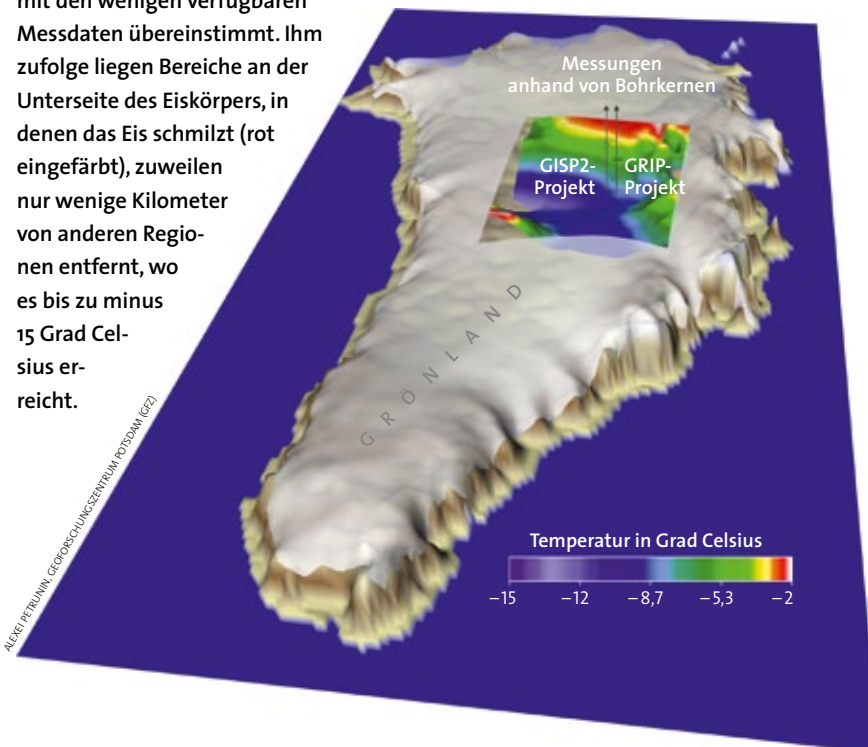 mit den wenigen verfügbaren
Messdaten übereinstimmt. Ihm
zufolge liegen Bereiche an der
Unterseite des Eiskörpers, in
denen das Eis schmilzt (rot
eingefärbt), zuweilen
nur wenige Kilometer
von anderen Regio-
nen entfernt, wo
es bis zu minus
15 Grad Cel-
sius er-
reicht.
ALEXEI PETRUNIN, GEOFORSCHUNGSZENTRUM POTSDAM (GFZ)
Messungen
anhand von Bohrkernen
GISP2-
Projekt
GRIP-
Projekt
GRÖNLAND
Temperatur in Grad Celsius
–15 –12 –8,7 –5,3 –2